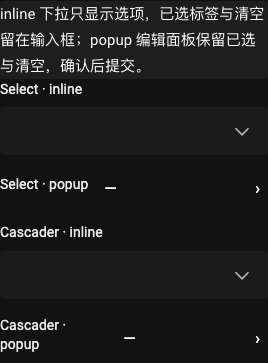 inline 下拉只显示选项，已选标签与清空
留在输入框；popup 编辑面板保留已选
与清空，确认后提交。
Select · inline
Select · popup — ›
Cascader · inline
Cascader ·
popup — ›